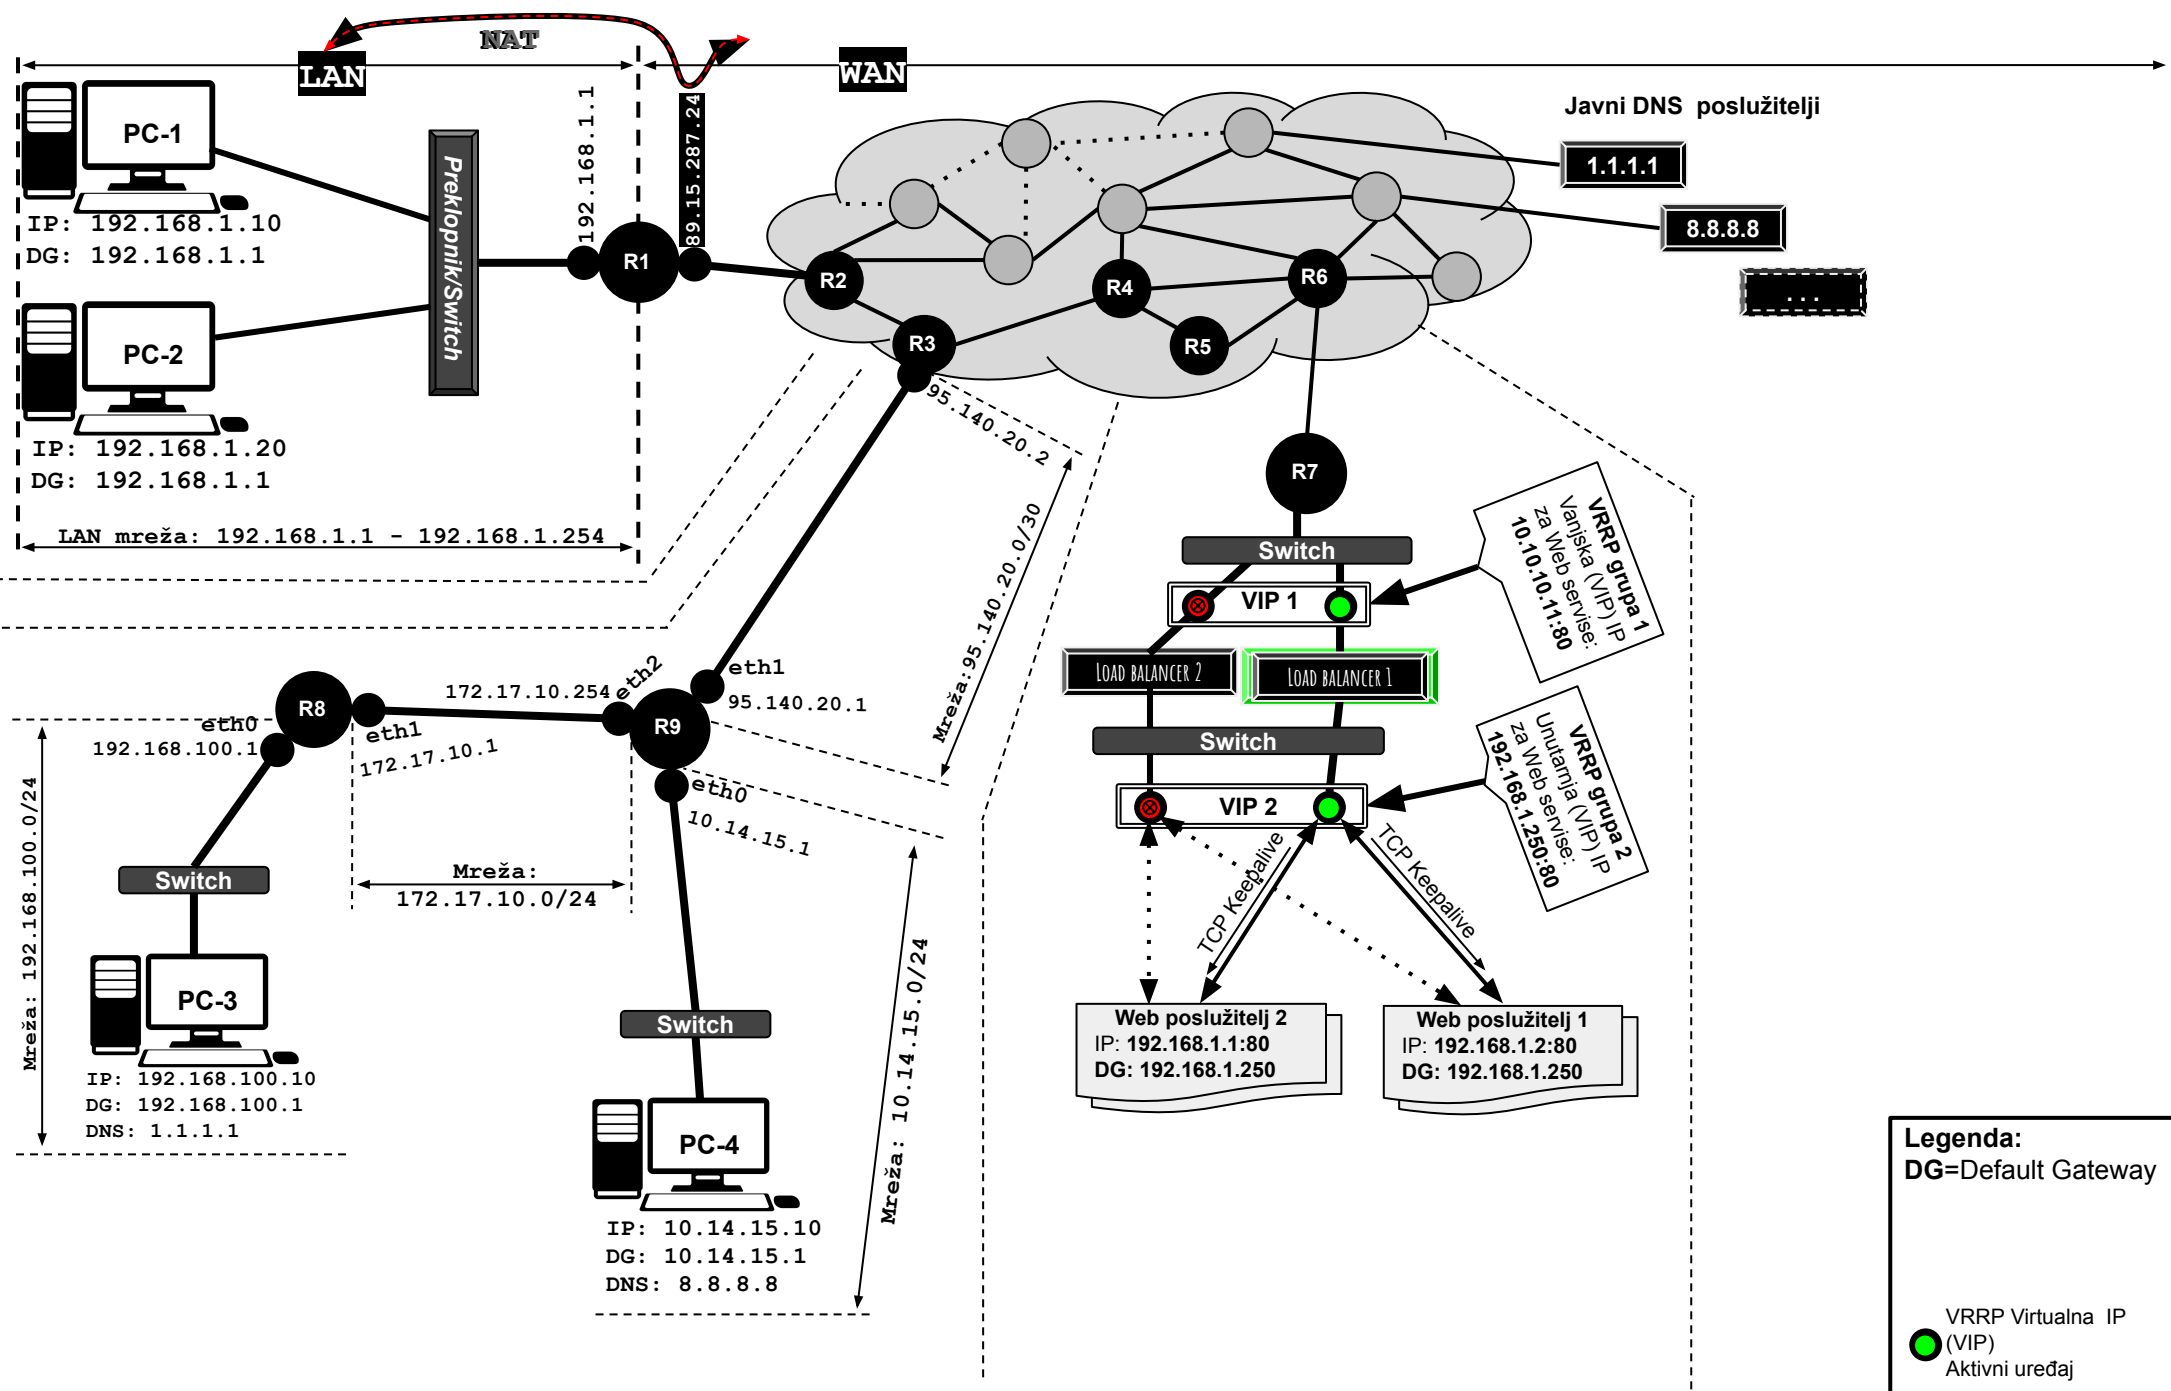 NAT
LAN
WAN
PC-1
IP: 192.168.1.10
DG: 192.168.1.1
PC-2
IP: 192.168.1.20
DG: 192.168.1.1
LAN mreža: 192.168.1.1 - 192.168.1.254
Preklopnik/Switch
192.168.1.1
R1
89.15.287.24
R2
R3
R4
R5
R6
Javni DNS poslužitelji
1.1.1.1
8.8.8.8
...
95.140.20.2
Mreža:95.140.20.0/30
R7
Switch
VIP 1
VRRP grupa 1
Vanjska (VIP) IP
za Web servise:
10.10.10.11:80
LOAD BALANCER 2
LOAD BALANCER 1
Switch
VIP 2
VRRP grupa 2
Unutarnja (VIP) IP
za Web servise:
192.168.1.250:80
TCP Keepalive
TCP Keepalive
Web poslužitelj 2
IP: 192.168.1.1:80
DG: 192.168.1.250
Web poslužitelj 1
IP: 192.168.1.2:80
DG: 192.168.1.250
R8
eth0
192.168.100.1
eth1
172.17.10.1
172.17.10.254
eth2
R9
eth1
95.140.20.1
eth0
10.14.15.1
Mreža:
172.17.10.0/24
Mreža: 192.168.100.0/24
Switch
PC-3
IP: 192.168.100.10
DG: 192.168.100.1
DNS: 1.1.1.1
Switch
PC-4
IP: 10.14.15.10
DG: 10.14.15.1
DNS: 8.8.8.8
Mreža: 10.14.15.0/24
Legenda:
DG=Default Gateway
VRRP Virtualna IP
(VIP)
Aktivni uređaj